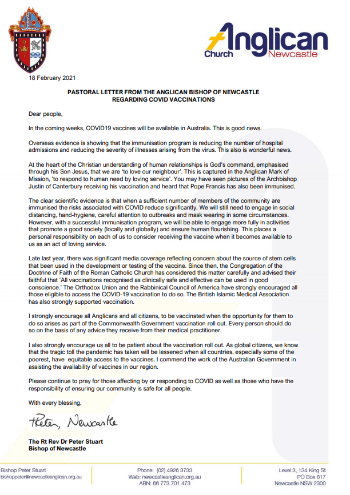 Anglican
Church Newcastle
18 February 2021
PASTORAL LETTER FROM THE ANGLICAN BISHOP OF NEWCASTLE
REGARDING COVID VACCINATIONS
Dear people,
In the coming weeks, COVID19 vaccines will be available in Australia. This is good news.
Overseas evidence is showing that the immunisation program is reducing the number of hospital
admissions and reducing the severity of illnesses arising from the virus. This also is wonderful news.
At the heart of the Christian understanding of human relationships is God's command, emphasised
through his Son Jesus, that we are 'to love our neighbour'. This is captured in the Anglican Mark of
Mission, 'to respond to human need by loving service'. You may have seen pictures of the Archbishop
Justin of Canterbury receiving his vaccination and heard that Pope Francis has also been immunised.
The clear scientific evidence is that when a sufficient number of members of the community are
immunised the risks associated with COVID reduce significantly. We will still need to engage in social
distancing, hand-hygiene, careful attention to outbreaks and mask wearing in some circumstances.
However, with a successful immunisation program, we will be able to engage more fully in activities
that promote a good society (locally and globally) and ensure human flourishing. This places a
personal responsibility on each of us to consider receiving the vaccine when it becomes available to
us as an act of loving service.
Late last year, there was significant media coverage reflecting concern about the source of stem cells
that been used in the development or testing of the vaccine. Since then, the Congregation of the
Doctrine of Faith of the Roman Catholic Church has considered this matter carefully and advised their
faithful that 'All vaccinations recognised as clinically safe and effective can be used in good
conscience.' The Orthodox Union and the Rabbinical Council of America have strongly encouraged all
those eligible to access the COVID-19 vaccination to do so. The British Islamic Medical Association
has also strongly supported vaccination.
I strongly encourage all Anglicans and all citizens, to be vaccinated when the opportunity for them to
do so arises as part of the Commonwealth Government vaccination roll out. Every person should do
so on the basis of any advice they receive from their medical practitioner.
I also strongly encourage us all to be patient about the vaccination roll out. As global citizens, we know
that the tragic toll the pandemic has taken will be lessened when all countries, especially some of the
poorest, have equitable access to the vaccines. I commend the work of the Australian Government in
assisting the availability of vaccines in our region.
Please continue to pray for those affected by or responding to COVID as well as those who have the
responsibility of ensuring our community is safe for all people.
With every blessing,
+Peter, Newcastle
The Rt Rev Dr Peter Stuart
Bishop of Newcastle
Bishop Peter Stuart
bishoppeter@newcastleanglican.org.au
Phone: (02) 4926 3733
Web: newcastleanglican.org.au
ABN: 66 773 701 473
Level 3, 134 King St
PO Box 817
Newcastle NSW 2300